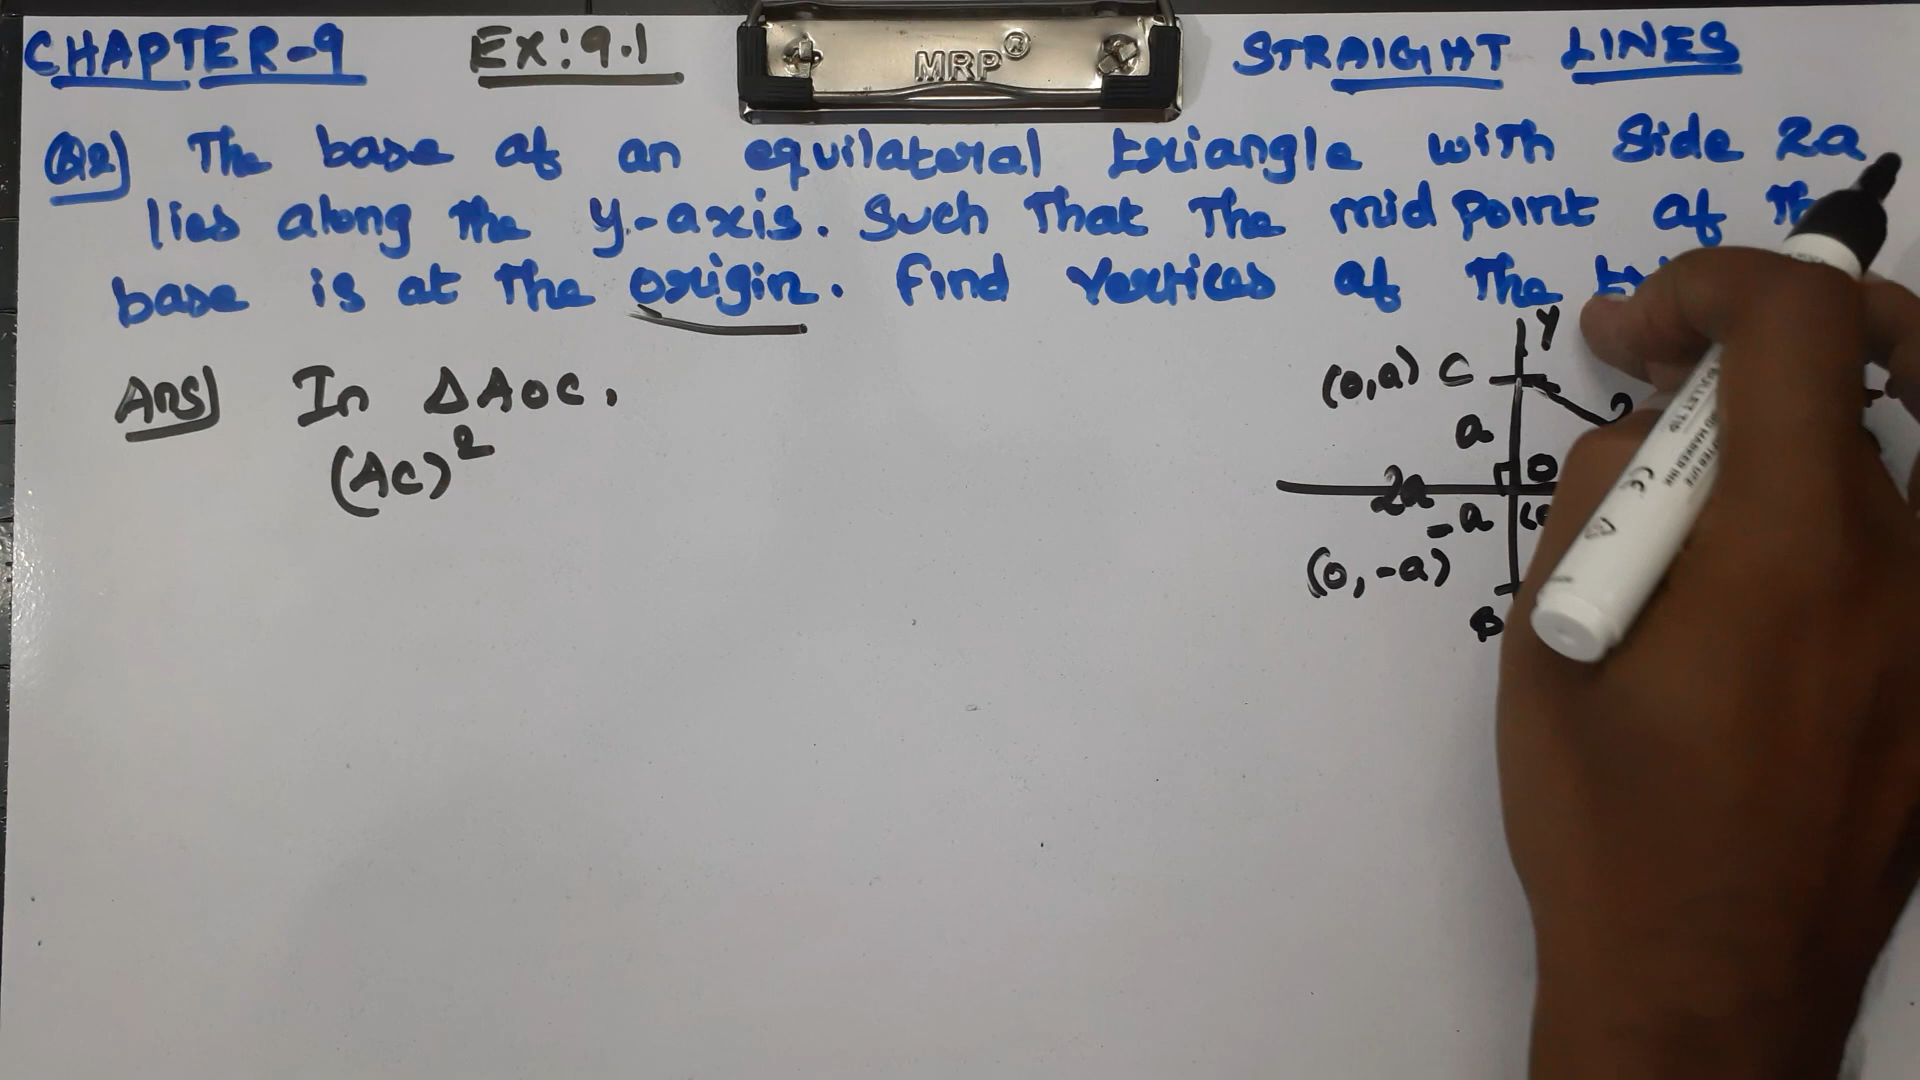 CHAPTER-9 EX: 9.1 MRP® STRAIGHT LINES
Q2) The base of an equilateral triangle with Side 2a
lies along the y-axis. Such That The mid point of
base is at The origin. Find Vertices of The
Ans) In ΔAOC,
(AC)²
y
(0,a) C
a
O
2a
-a
(0,-a)
B
CE